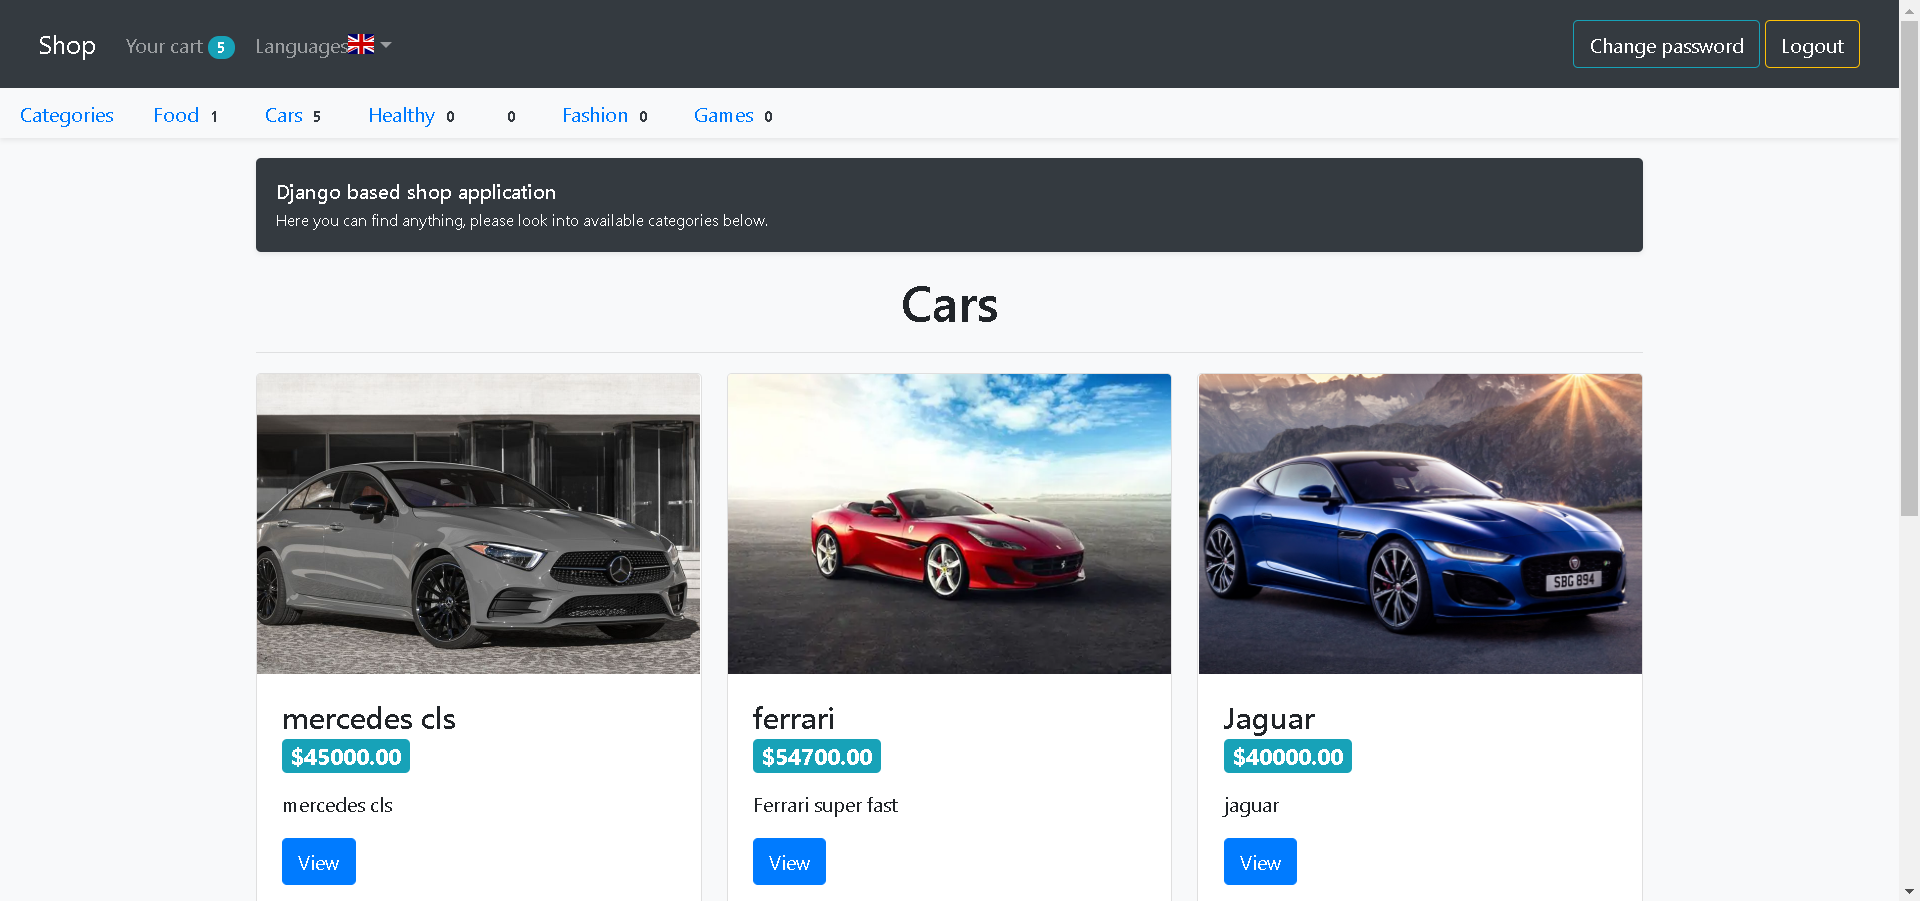 Shop Your cart 5 Languages Change password Logout
Categories Food 1 Cars 5 Healthy 0 0 Fashion 0 Games 0
Django based shop application
Here you can find anything, please look into available categories below.
Cars
SBG 894
mercedes cls ferrari Jaguar
$45000.00 $54700.00 $40000.00
mercedes cls Ferrari super fast jaguar
View View View